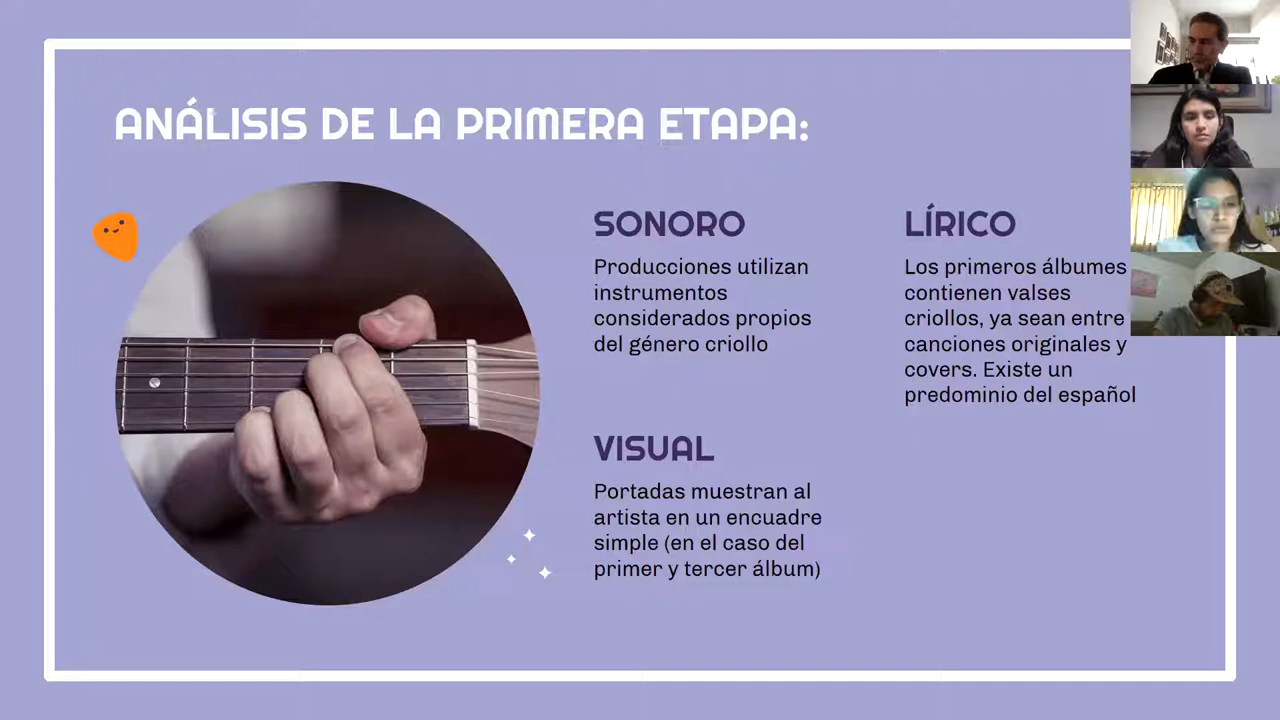 ANÁLISIS DE LA PRIMERA ETAPA:
SONORO
Producciones utilizan
instrumentos
considerados propios
del género criollo
LÍRICO
Los primeros álbumes
contienen valses
criollos, ya sean entre
canciones originales y
covers. Existe un
predominio del español
VISUAL
Portadas muestran al
artista en un encuadre
simple (en el caso del
primer y tercer álbum)